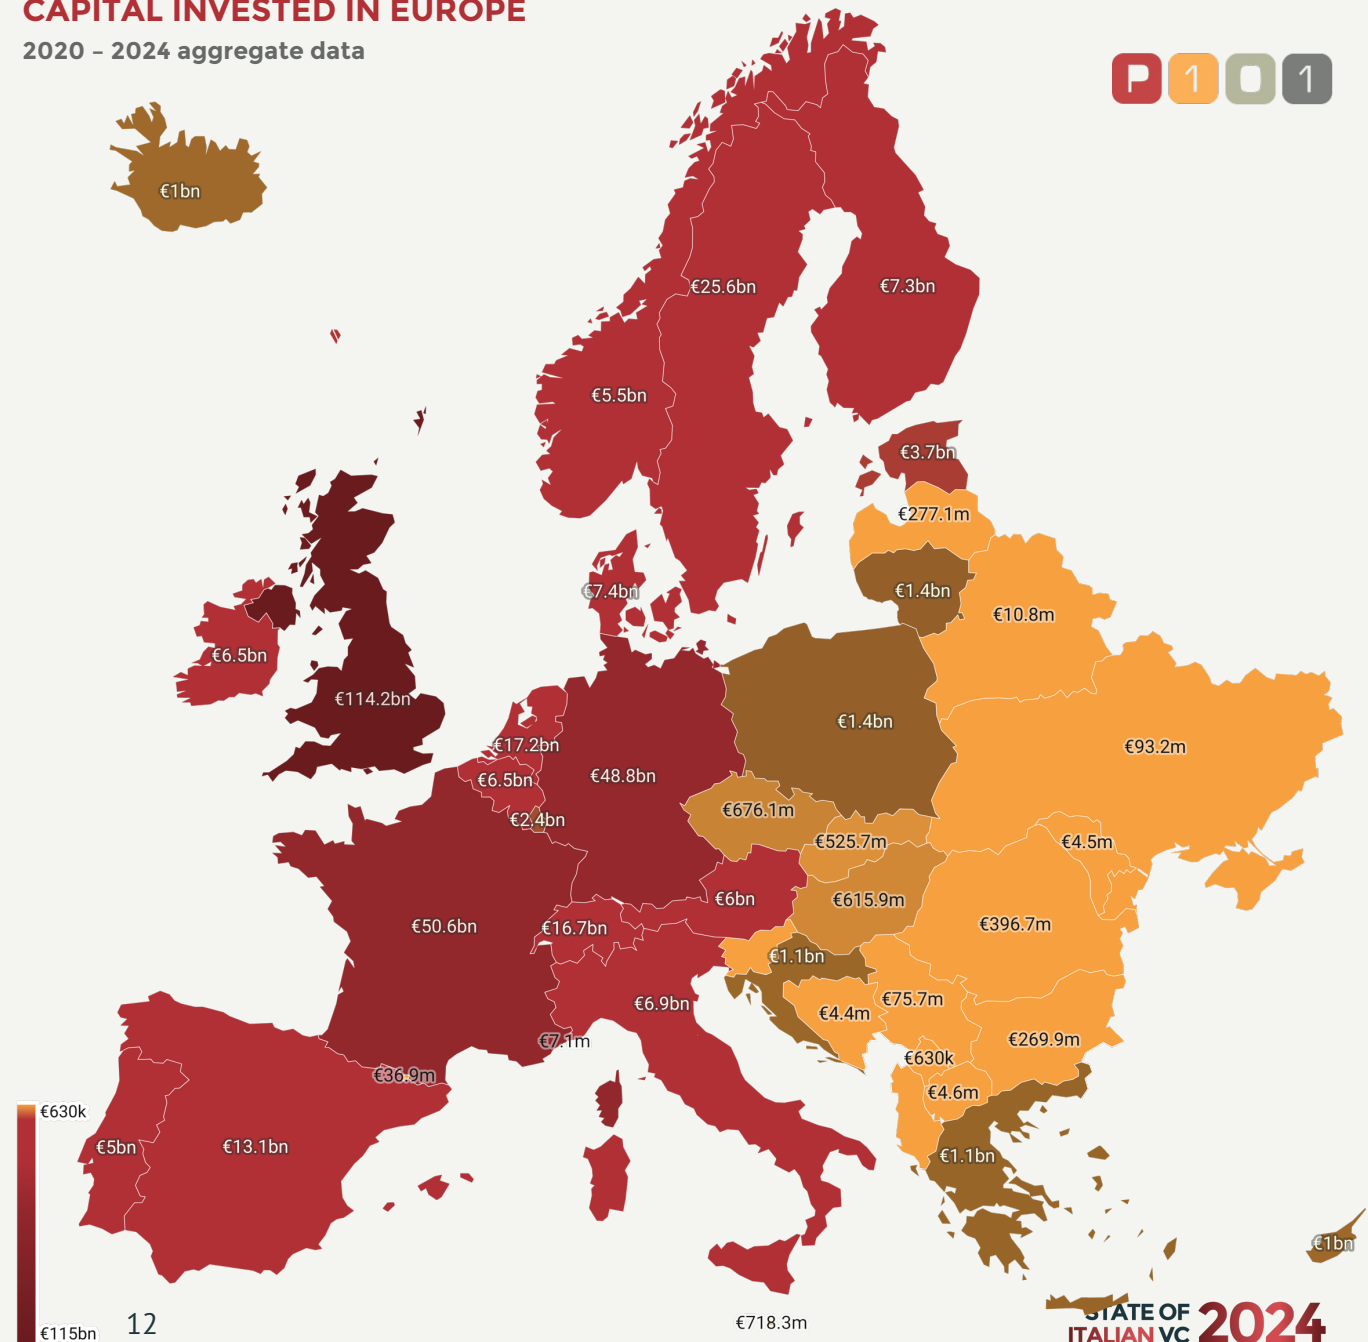 CAPITAL INVESTED IN EUROPE
2020 – 2024 aggregate data
P101
€1bn
€25.6bn
€7.3bn
€5.5bn
€3.7bn
€277.1m
€7.4bn
€1.4bn
€10.8m
€6.5bn
€114.2bn
€1.4bn
€17.2bn
€93.2m
€6.5bn
€48.8bn
€676.1m
€2.4bn
€525.7m
€4.5m
€6bn
€615.9m
€50.6bn
€16.7bn
€396.7m
€1.1bn
€6.9bn
€75.7m
€4.4m
€7.1m
€269.9m
€630k
€36.9m
€4.6m
€630k
€5bn
€13.1bn
€1.1bn
€1bn
€718.3m
€115bn
12
STATE OF
ITALIAN VC
2024